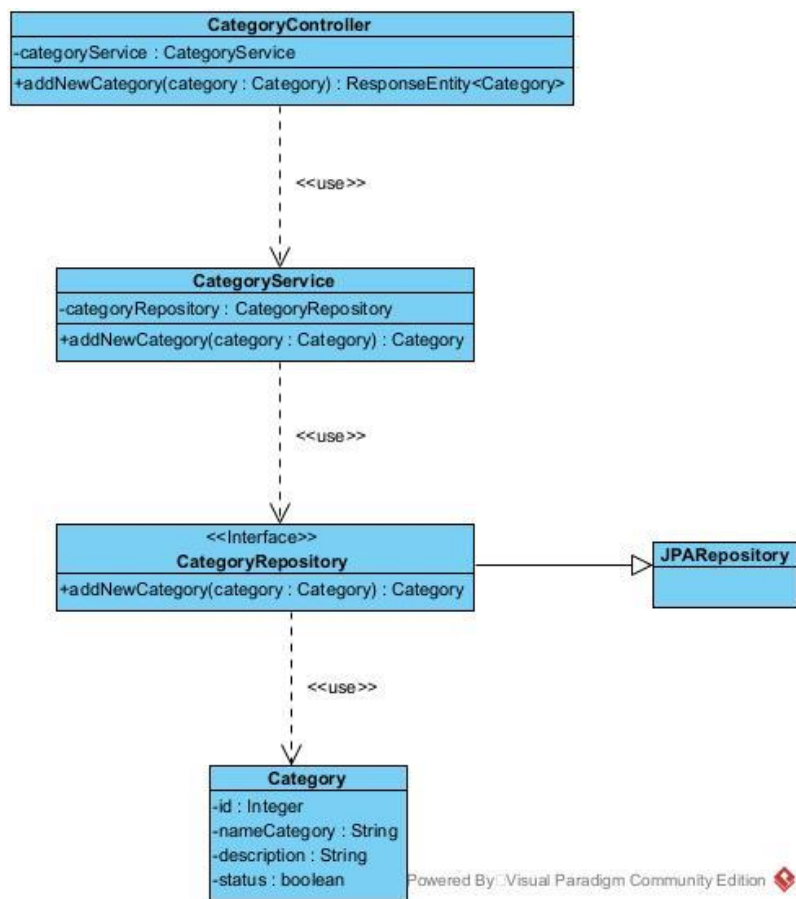 CategoryController
-categoryService : CategoryService
+addNewCategory(category : Category) : ResponseEntity<Category>
<<use>>
CategoryService
-categoryRepository : CategoryRepository
+addNewCategory(category : Category) : Category
<<use>>
<<Interface>>
CategoryRepository
+addNewCategory(category : Category) : Category
JPARepository
<<use>>
Category
-id : Integer
-nameCategory : String
-description : String
-status : boolean
Powered By Visual Paradigm Community Edition